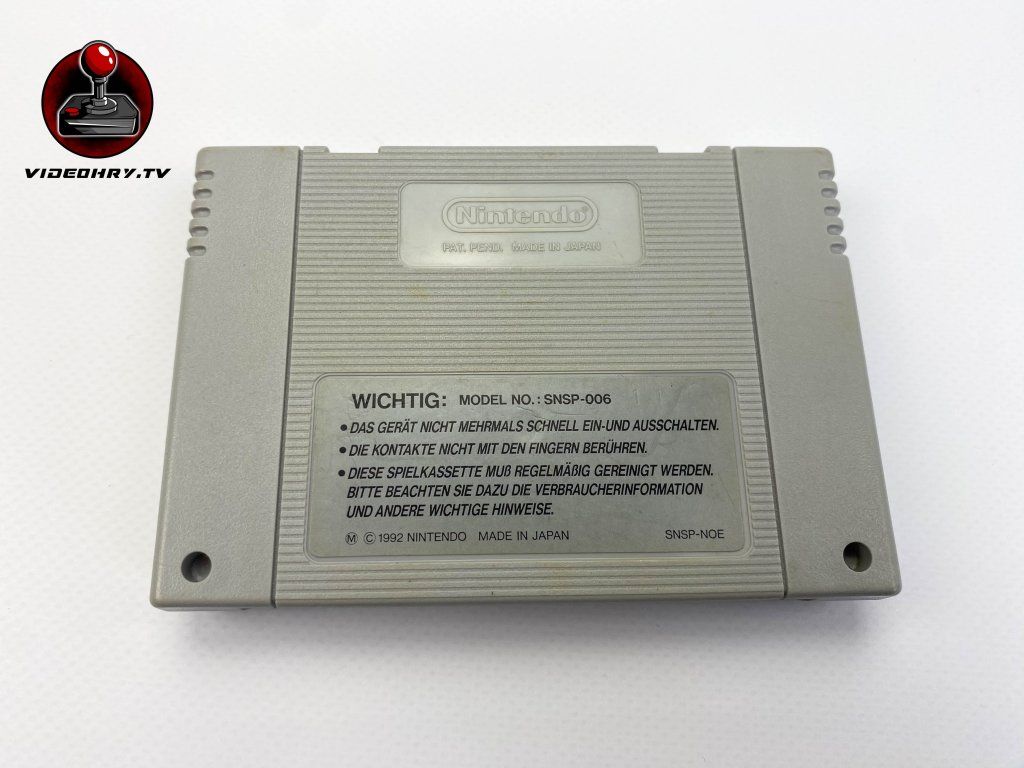 VIDEOHRY.TV
Nintendo
PAT. PEND. MADE IN JAPAN
WICHTIG: MODEL NO.: SNSP-006
• DAS GERÄT NICHT MEHRMALS SCHNELL EIN-UND AUSSCHALTEN.
• DIE KONTAKTE NICHT MIT DEN FINGERN BERÜHREN.
• DIESE SPIELKASSETTE MUß REGELMÄßIG GEREINIGT WERDEN.
BITTE BEACHTEN SIE DAZU DIE VERBRAUCHERINFORMATION
UND ANDERE WICHTIGE HINWEISE.
Ⓜ © 1992 NINTENDO MADE IN JAPAN SNSP-NOE